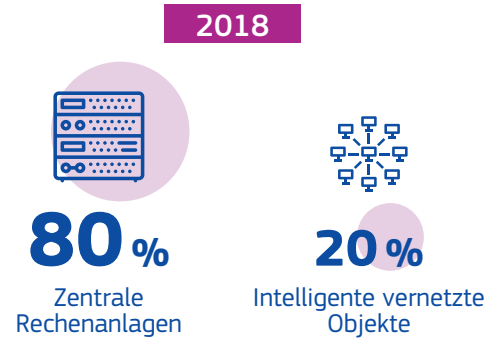 2018
80 %
20 %
Zentrale
Rechenanlagen
Intelligente vernetzte
Objekte